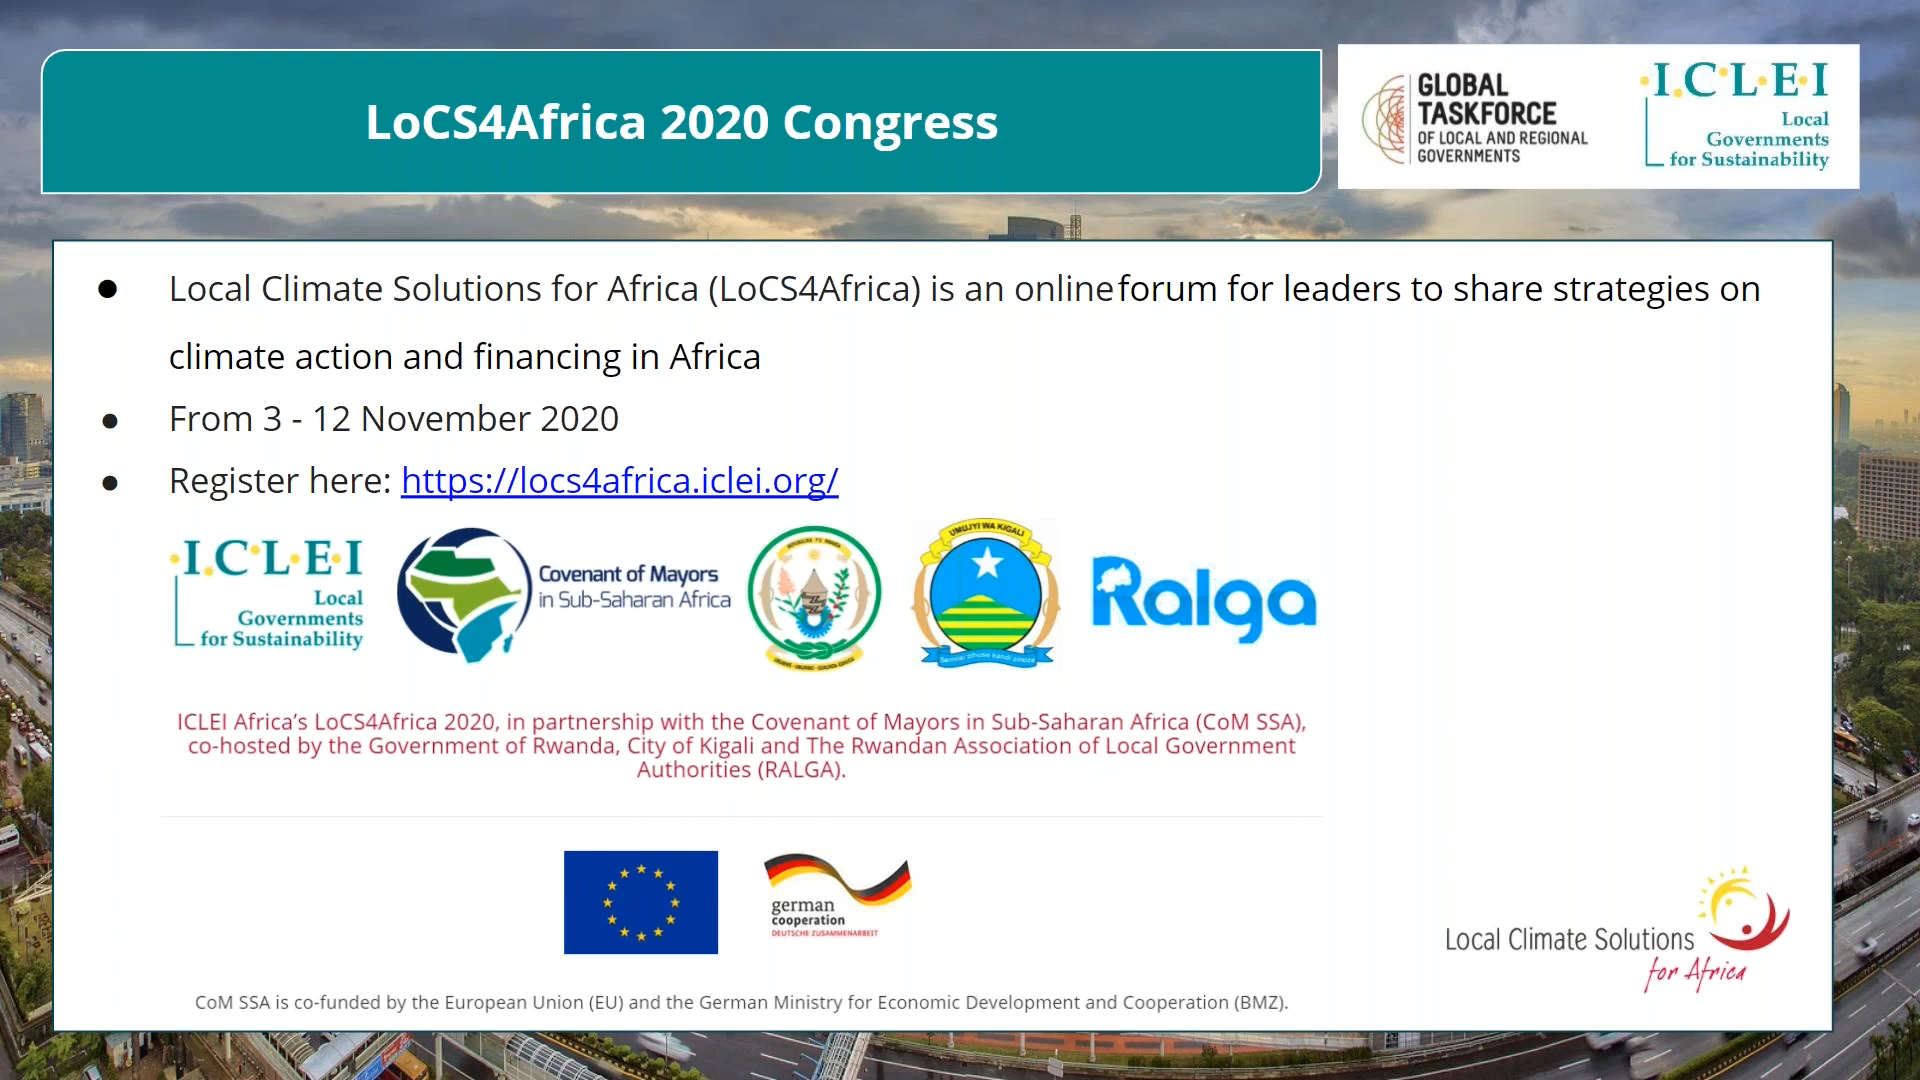 LoCS4Africa 2020 Congress
GLOBAL
TASKFORCE
OF LOCAL AND REGIONAL
GOVERNMENTS
I.C.L.E.I
Local
Governments
for Sustainability
● Local Climate Solutions for Africa (LoCS4Africa) is an online forum for leaders to share strategies on
climate action and financing in Africa
● From 3 - 12 November 2020
● Register here: https://locs4africa.iclei.org/
I.C.L.E.I
Local
Governments
for Sustainability
Covenant of Mayors
in Sub-Saharan Africa
UMUJYI WA KIGALI
Ralga
ICLEI Africa’s LoCS4Africa 2020, in partnership with the Covenant of Mayors in Sub-Saharan Africa (CoM SSA),
co-hosted by the Government of Rwanda, City of Kigali and The Rwandan Association of Local Government
Authorities (RALGA).
german
cooperation
DEUTSCHE ZUSAMMENARBEIT
Local Climate Solutions
for Africa
CoM SSA is co-funded by the European Union (EU) and the German Ministry for Economic Development and Cooperation (BMZ).